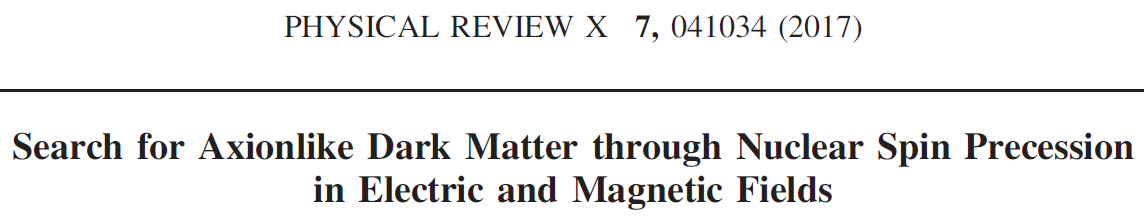 PHYSICAL REVIEW X 7, 041034 (2017)
Search for Axionlike Dark Matter through Nuclear Spin Precession
in Electric and Magnetic Fields